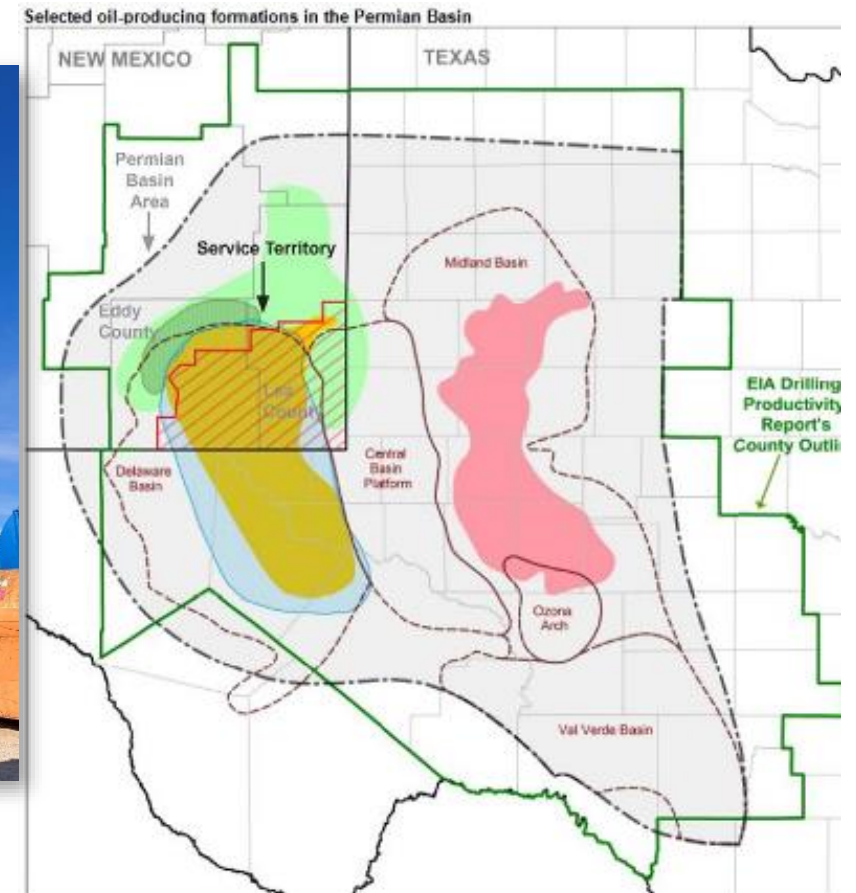 Selected oil-producing formations in the Permian Basin
NEW MEXICO
TEXAS
Permian
Basin
Area
Service Territory
Midland Basin
Eddy
County
Lea
County
EIA Drilling
Productivity
Report's
County Outlin
Delaware
Basin
Central
Basin
Platform
Ozona
Arch
Val Verde Basin